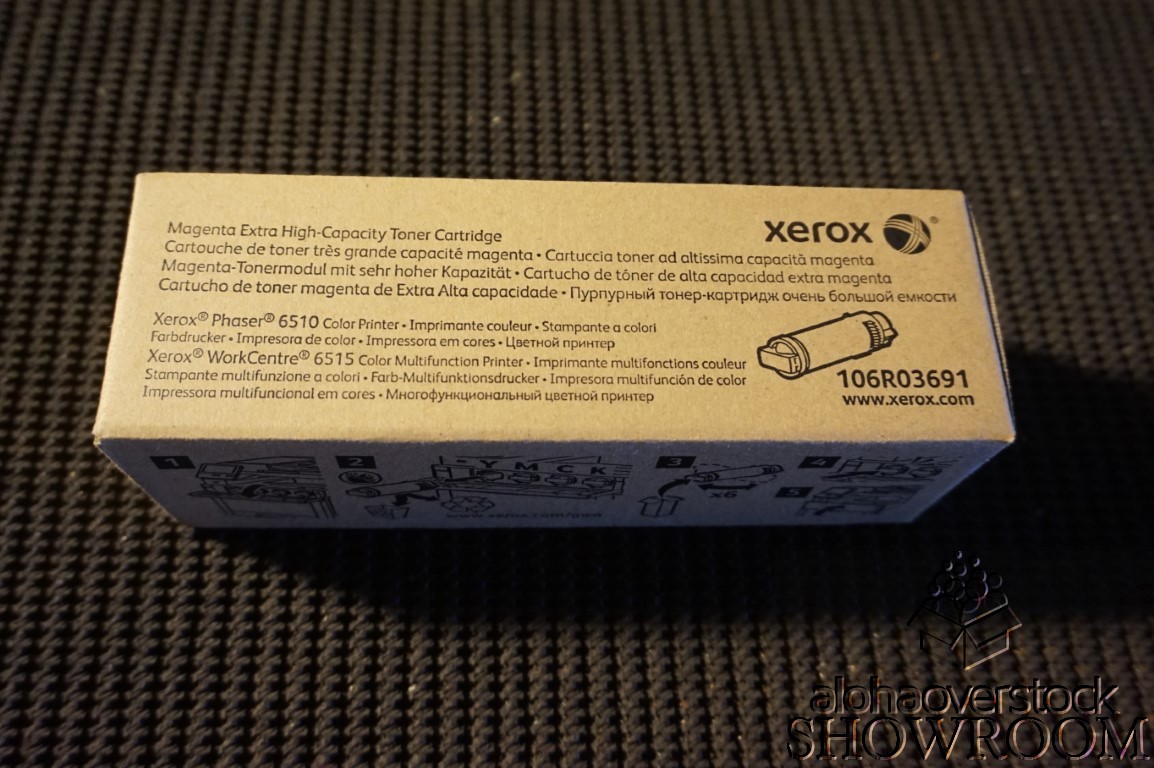 Magenta Extra High-Capacity Toner Cartridge
Cartouche de toner très grande capacité magenta • Cartuccia toner ad altissima capacità magenta
Magenta-Tonermodul mit sehr hoher Kapazität • Cartucho de tóner de alta capacidad extra magenta
Cartucho de toner magenta de Extra Alta capacidade • Пурпурный тонер-картридж очень большой емкости
xerox ®
Xerox® Phaser® 6510 Color Printer • Imprimante couleur • Stampante a colori
Farbdrucker • Impresora de color • Impressora em cores • Цветной принтер
Xerox® WorkCentre® 6515 Color Multifunction Printer • Imprimante multifonctions couleur
Stampante multifunzione a colori • Farb-Multifunktionsdrucker • Impresora multifunción de color
Impressora multifuncional em cores • Многофункциональный цветной принтер
106R03691
www.xerox.com
1 2 Y M C K 3 x6 4
5
alphaoverstock
SHOWROOM